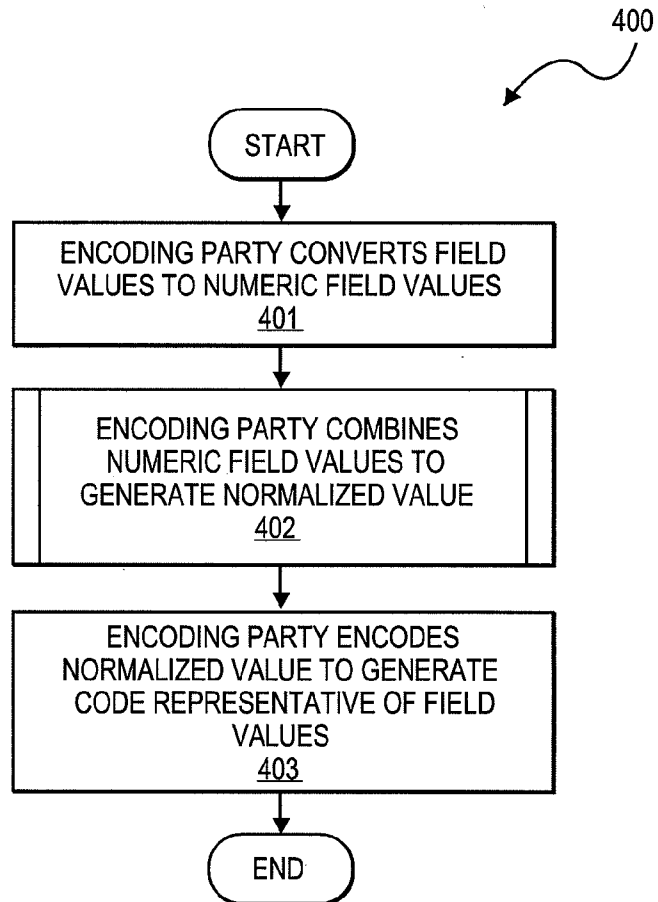 400
START
ENCODING PARTY CONVERTS FIELD
VALUES TO NUMERIC FIELD VALUES
401
ENCODING PARTY COMBINES
NUMERIC FIELD VALUES TO
GENERATE NORMALIZED VALUE
402
ENCODING PARTY ENCODES
NORMALIZED VALUE TO GENERATE
CODE REPRESENTATIVE OF FIELD
VALUES
403
END